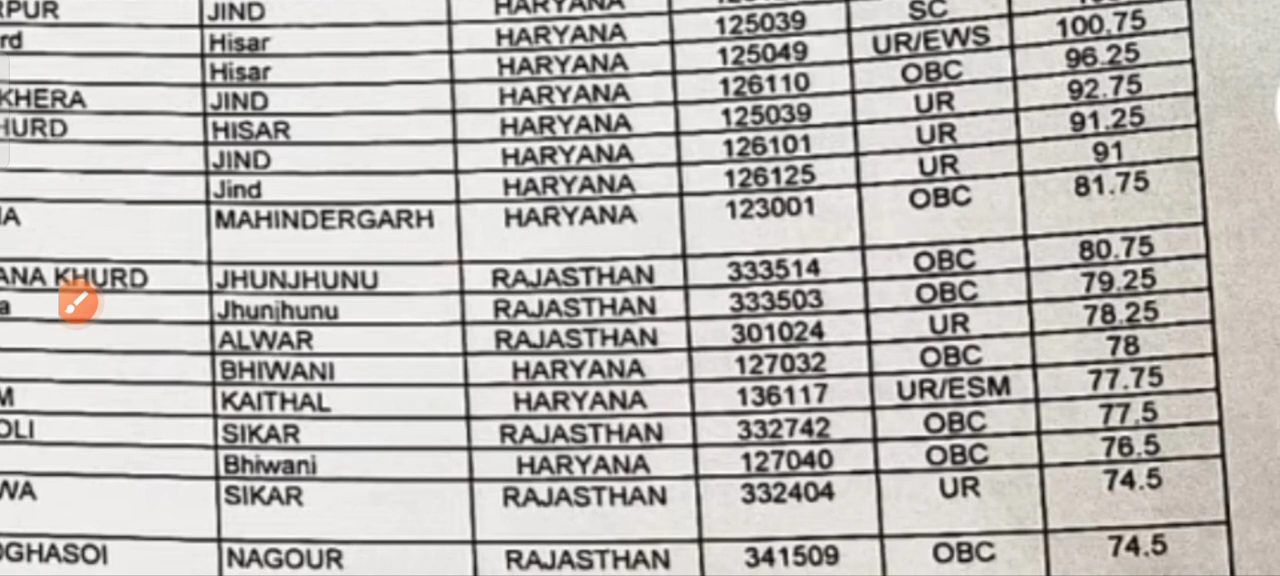 RPUR JIND HARYANA
rd Hisar HARYANA 125039 SC
Hisar HARYANA 125049 UR/EWS 100.75
KHERA JIND HARYANA 126110 OBC 96.25
HURD HISAR HARYANA 125039 UR 92.75
JIND HARYANA 126101 UR 91.25
Jind HARYANA 126125 UR 91
MAHINDERGARH HARYANA 123001 OBC 81.75
ANA KHURD JHUNJHUNU RAJASTHAN 333514 OBC 80.75
a Jhunjhunu RAJASTHAN 333503 OBC 79.25
ALWAR RAJASTHAN 301024 UR 78.25
BHIWANI HARYANA 127032 OBC 78
M KAITHAL HARYANA 136117 UR/ESM 77.75
OLI SIKAR RAJASTHAN 332742 OBC 77.5
Bhiwani HARYANA 127040 OBC 76.5
WA SIKAR RAJASTHAN 332404 UR 74.5
OGHASOI NAGOUR RAJASTHAN 341509 OBC 74.5